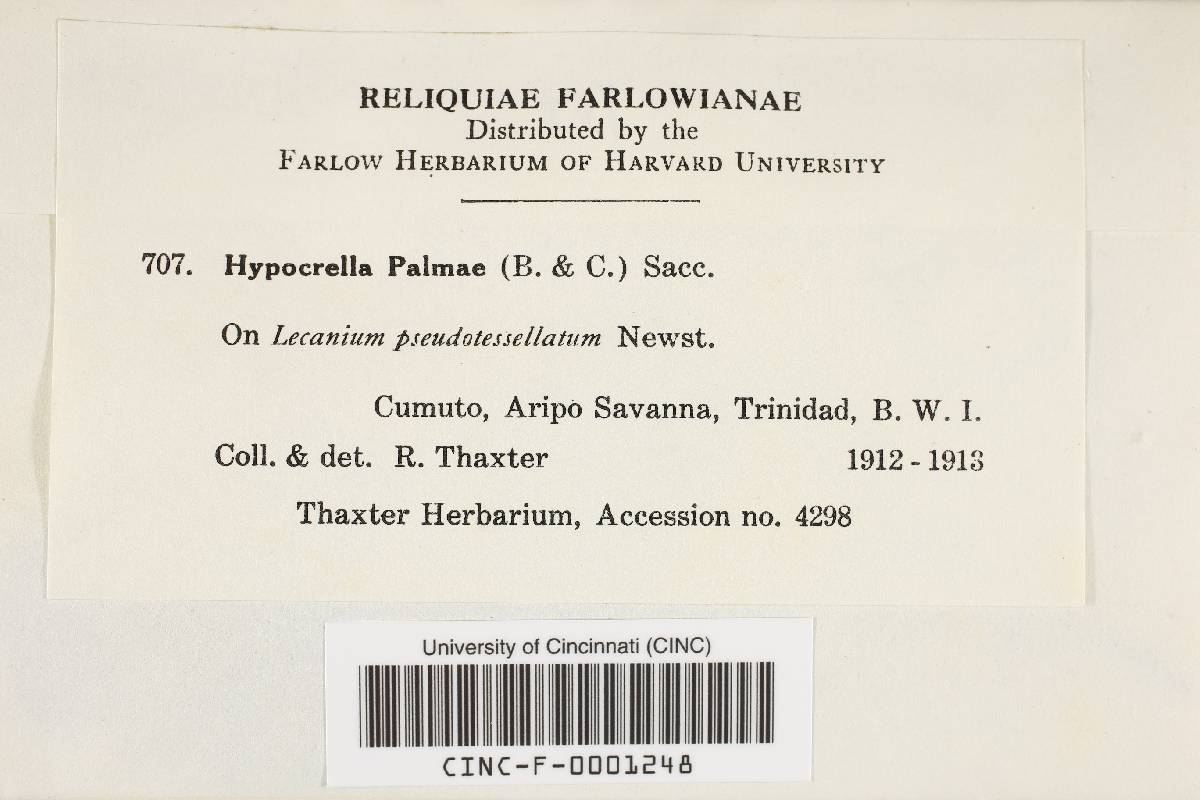 RELIQUIAE FARLOWIANAE
Distributed by the
FARLOW HERBARIUM OF HARVARD UNIVERSITY
707. Hypocrella Palmae (B. & C.) Sacc.
On Lecanium pseudotessellatum Newst.
Cumuto, Aripo Savanna, Trinidad, B. W. I.
Coll. & det. R. Thaxter 1912 - 1913
Thaxter Herbarium, Accession no. 4298
University of Cincinnati (CINC)
CINC-F-0001248